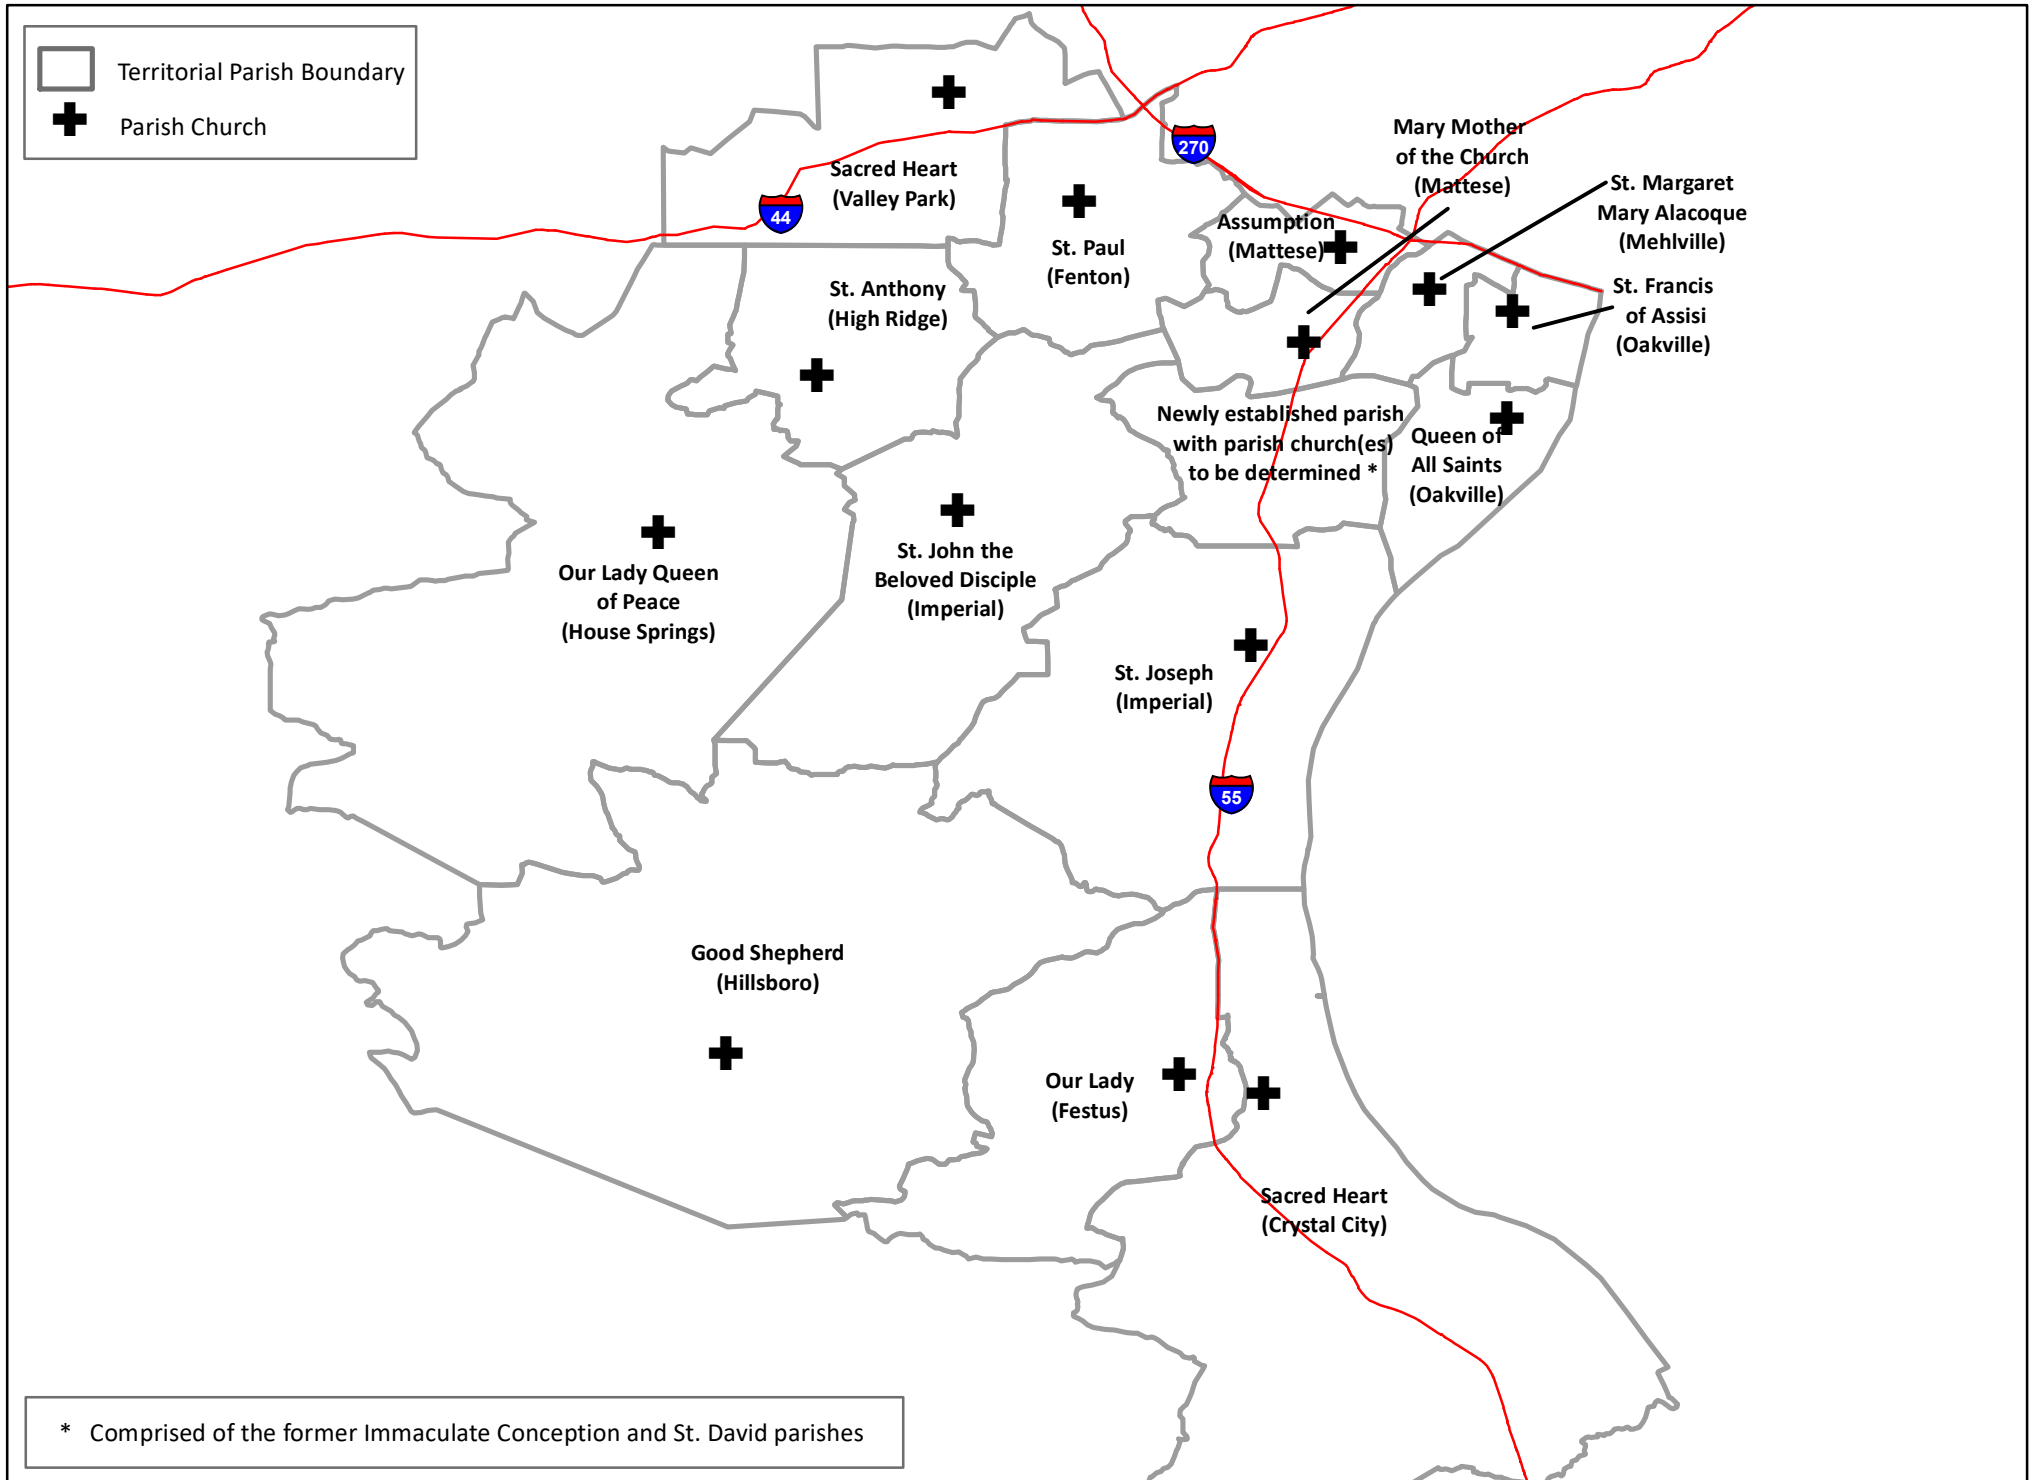 Territorial Parish Boundary
Parish Church
270
44
55
Sacred Heart
(Valley Park)
St. Paul
(Fenton)
Assumption
(Mattese)
Mary Mother
of the Church
(Mattese)
St. Margaret
Mary Alacoque
(Mehlville)
St. Francis
of Assisi
(Oakville)
St. Anthony
(High Ridge)
Newly established parish
with parish church(es)
to be determined *
Queen of
All Saints
(Oakville)
Our Lady Queen
of Peace
(House Springs)
St. John the
Beloved Disciple
(Imperial)
St. Joseph
(Imperial)
Good Shepherd
(Hillsboro)
Our Lady
(Festus)
Sacred Heart
(Crystal City)
* Comprised of the former Immaculate Conception and St. David parishes